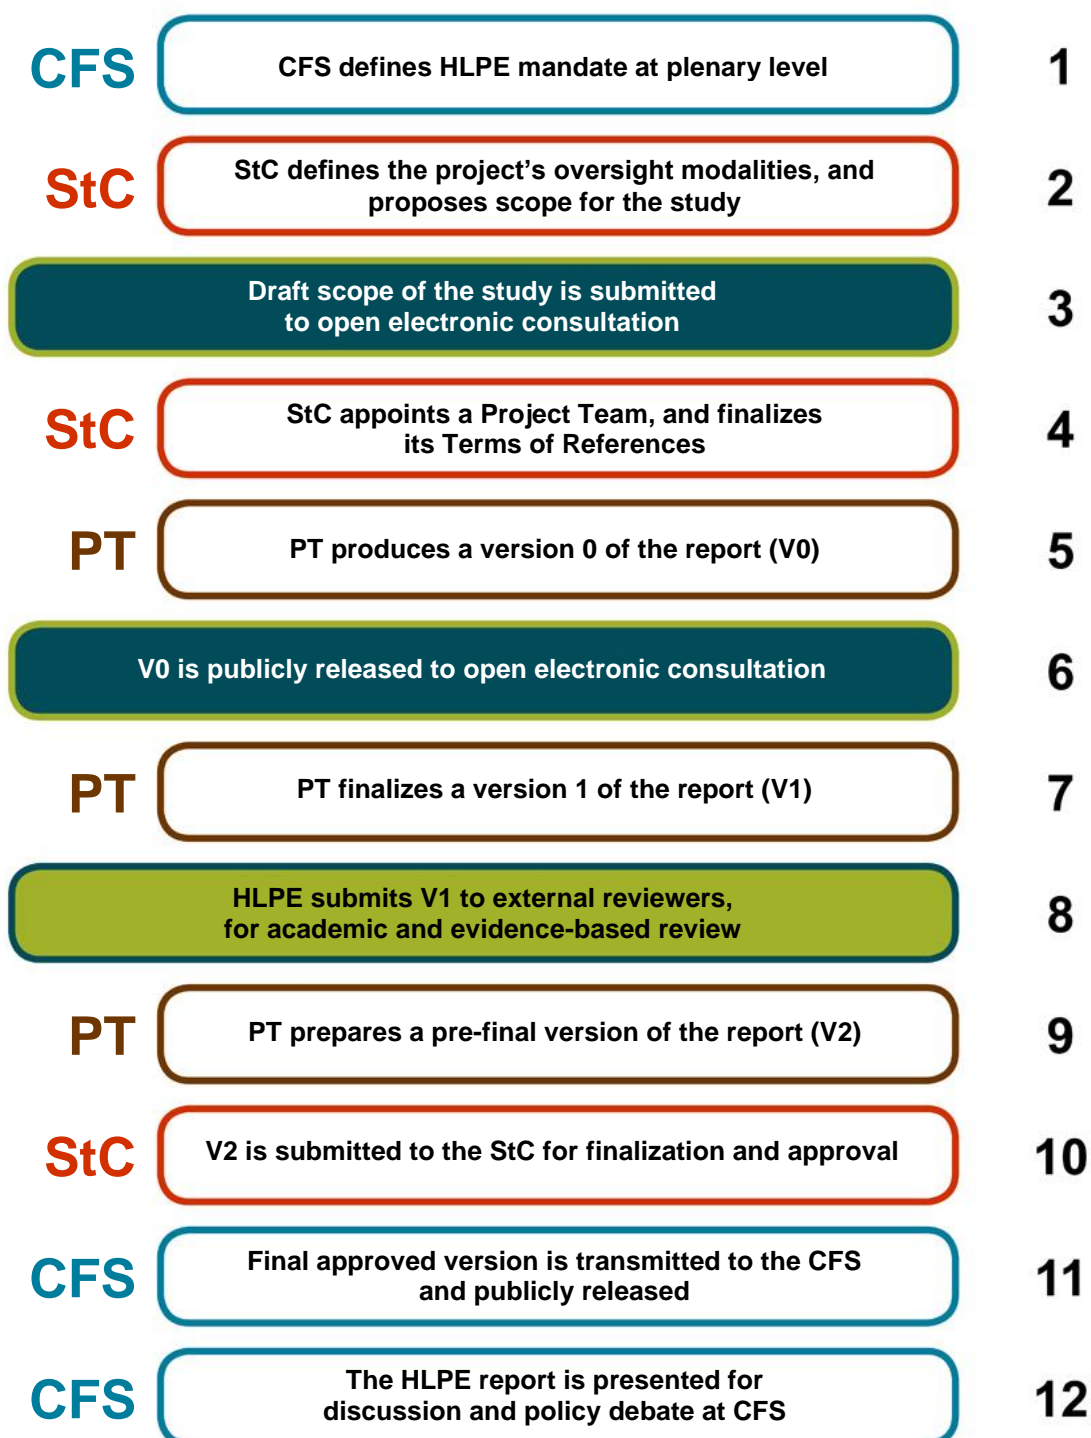 CFS
CFS defines HLPE mandate at plenary level
1
StC
StC defines the project's oversight modalities, and
proposes scope for the study
2
Draft scope of the study is submitted
to open electronic consultation
3
StC
StC appoints a Project Team, and finalizes
its Terms of References
4
PT
PT produces a version 0 of the report (V0)
5
V0 is publicly released to open electronic consultation
6
PT
PT finalizes a version 1 of the report (V1)
7
HLPE submits V1 to external reviewers,
for academic and evidence-based review
8
PT
PT prepares a pre-final version of the report (V2)
9
StC
V2 is submitted to the StC for finalization and approval
10
CFS
Final approved version is transmitted to the CFS
and publicly released
11
CFS
The HLPE report is presented for
discussion and policy debate at CFS
12